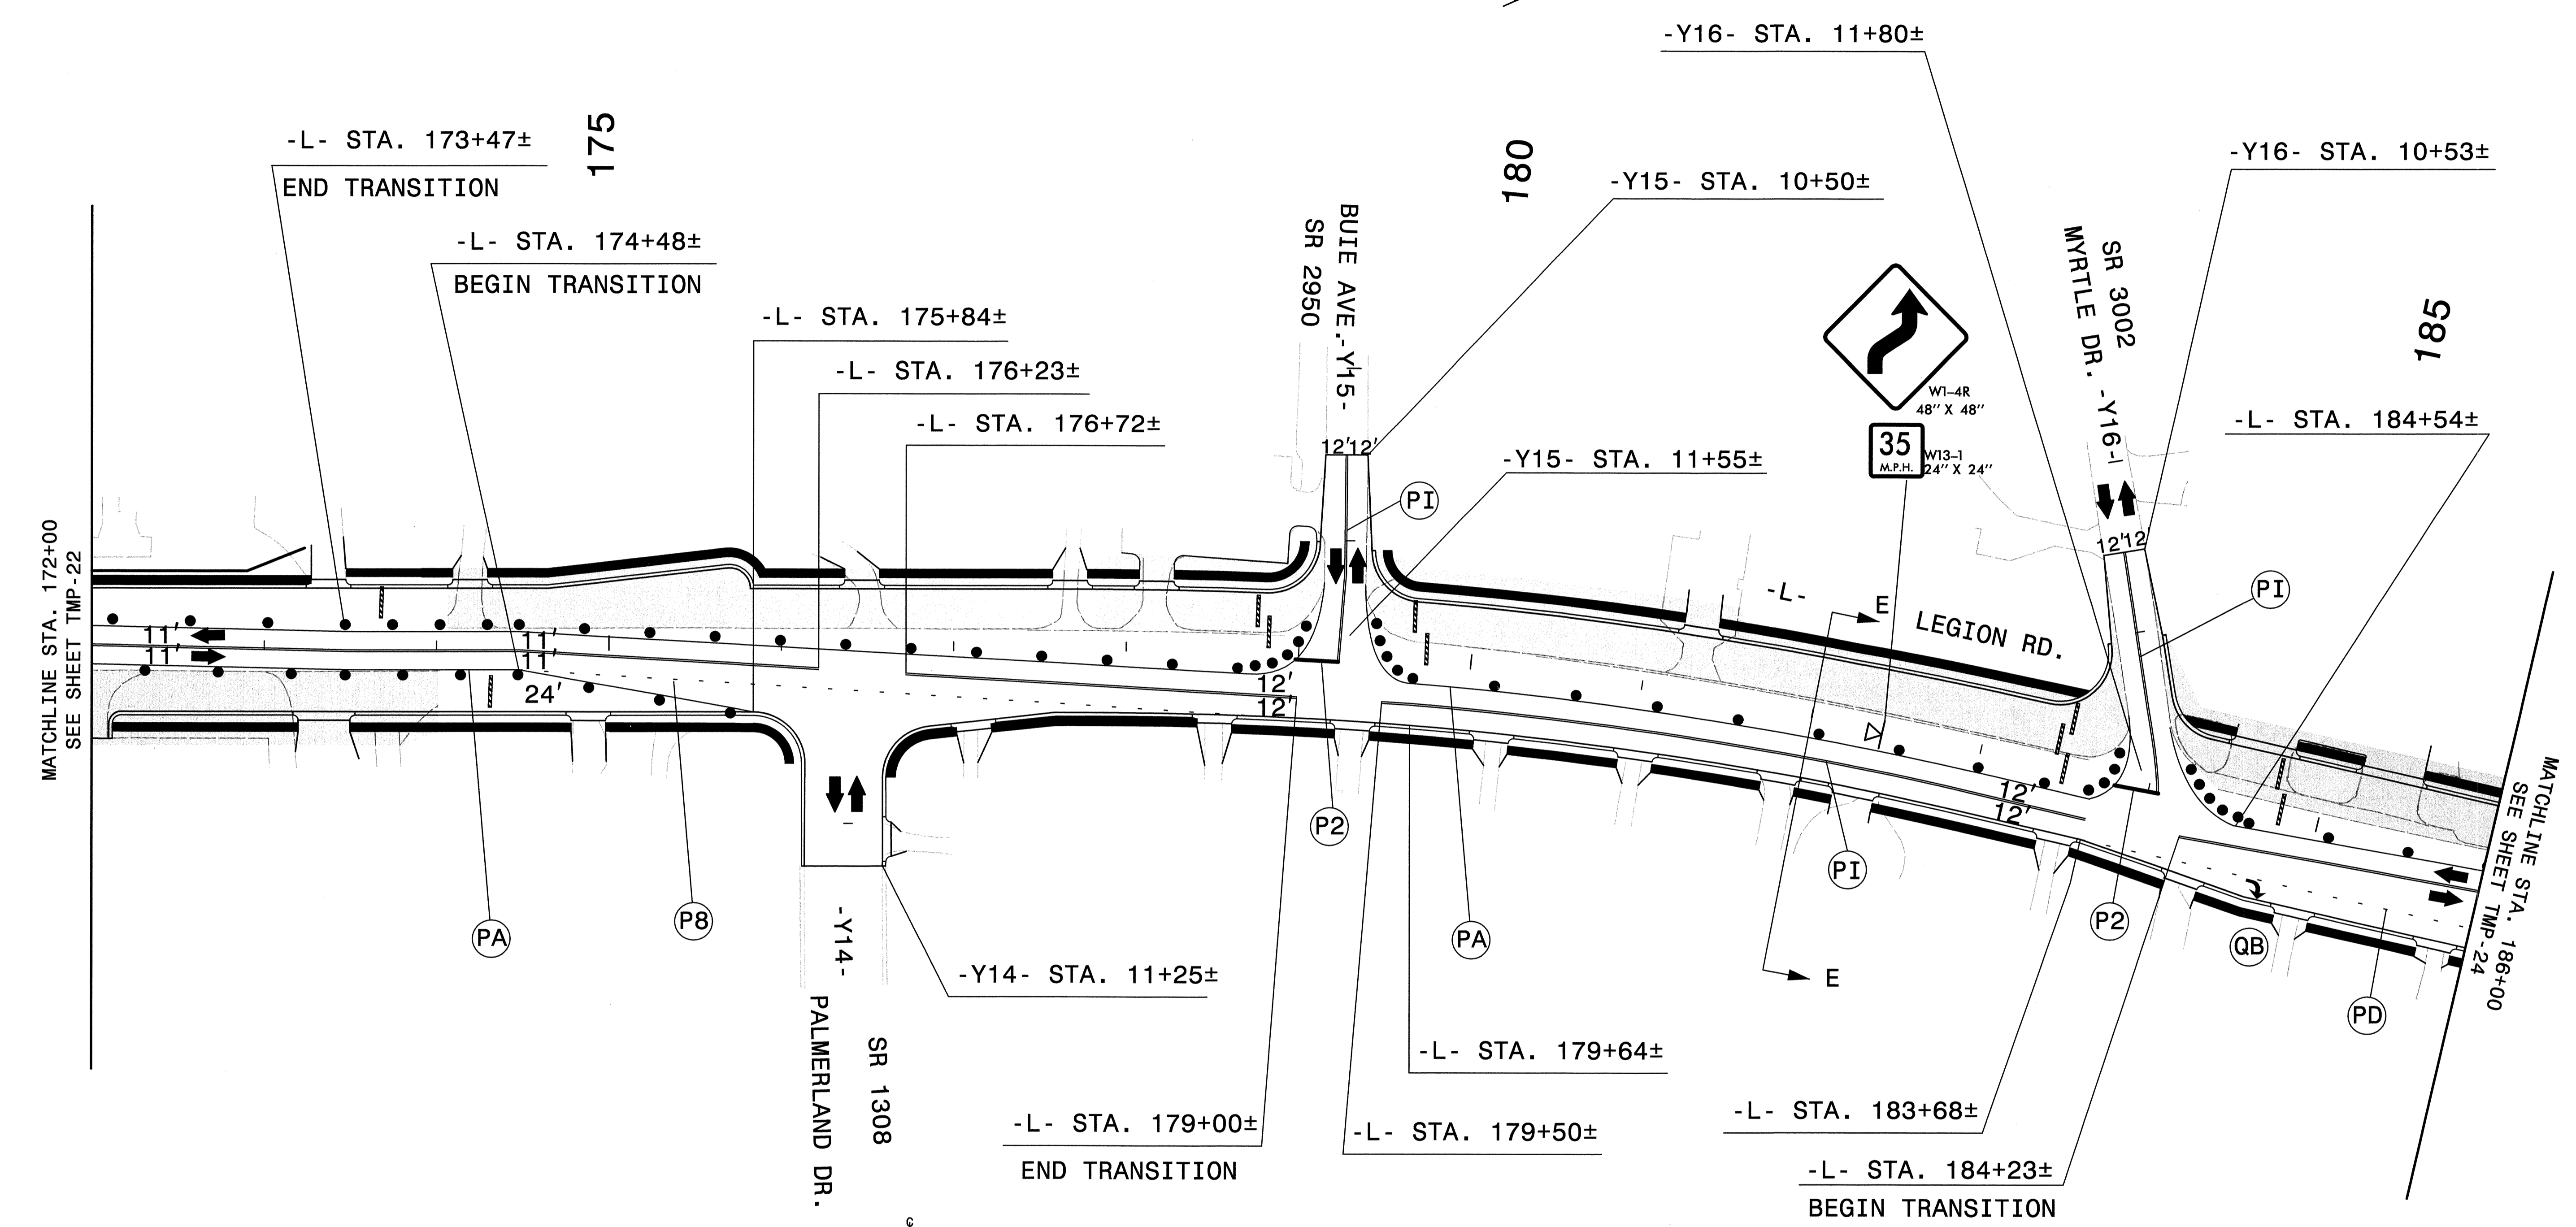 -Y16- STA. 11+80±
-L- STA. 173+47±
END TRANSITION
175
180
-Y16- STA. 10+53±
-Y15- STA. 10+50±
-L- STA. 174+48±
BEGIN TRANSITION
BUIE AVE.-Y15-
SR 2950
SR 3002
MYRTLE DR. -Y16-
185
-L- STA. 175+84±
-L- STA. 176+23±
-L- STA. 176+72±
W1-4R
48" X 48"
35
M.P.H.
W13-1
24" X 24"
-L- STA. 184+54±
12' 12'
-Y15- STA. 11+55±
PI
12' 12'
PI
MATCHLINE STA. 172+00
SEE SHEET TMP-22
-L-
E
LEGION RD.
11'
11'
11'
11'
24'
12'
12'
12'
12'
MATCHLINE STA. 186+00
SEE SHEET TMP-24
PA
P8
P2
PA
PI
P2
QB
PD
-Y14-
PALMERLAND DR.
SR 1308
-Y14- STA. 11+25±
E
-L- STA. 179+64±
-L- STA. 179+00±
END TRANSITION
-L- STA. 179+50±
-L- STA. 183+68±
-L- STA. 184+23±
BEGIN TRANSITION